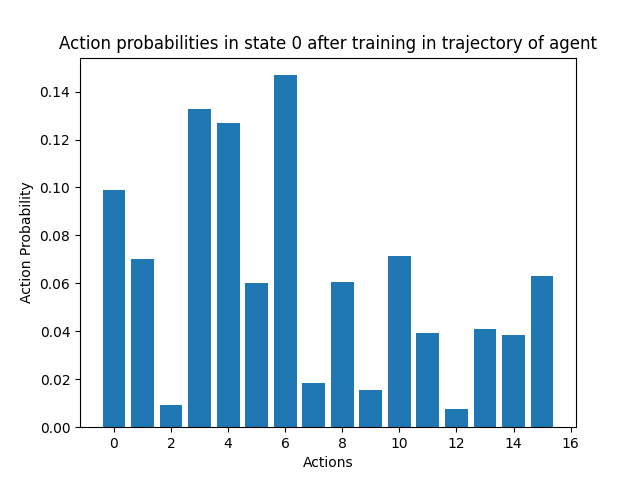 Action probabilities in state 0 after training in trajectory of agent
0.14
0.12
0.10
0.08
0.06
0.04
0.02
0.00
Action Probability
0 2 4 6 8 10 12 14 16
Actions